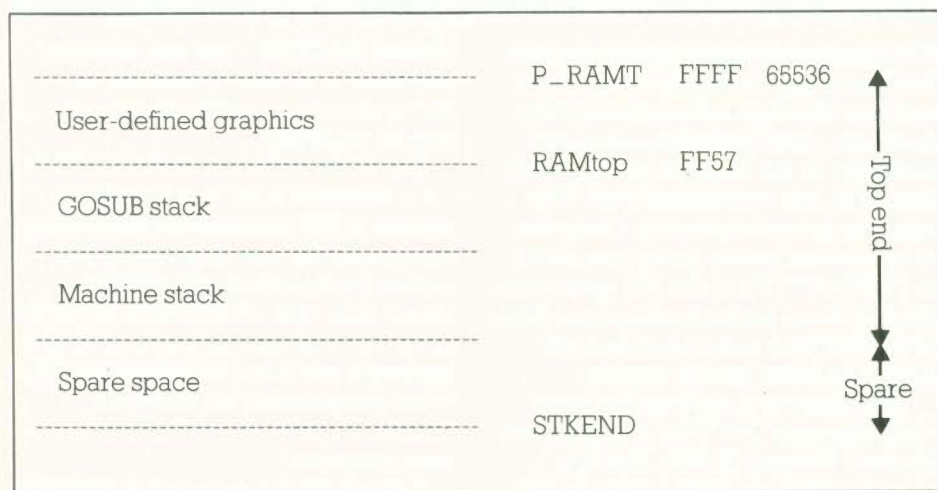 P_RAMT FFFF 65536
User-defined graphics
RAMtop FF57
GOSUB stack
Top end
Machine stack
Spare space
Spare
STKEND